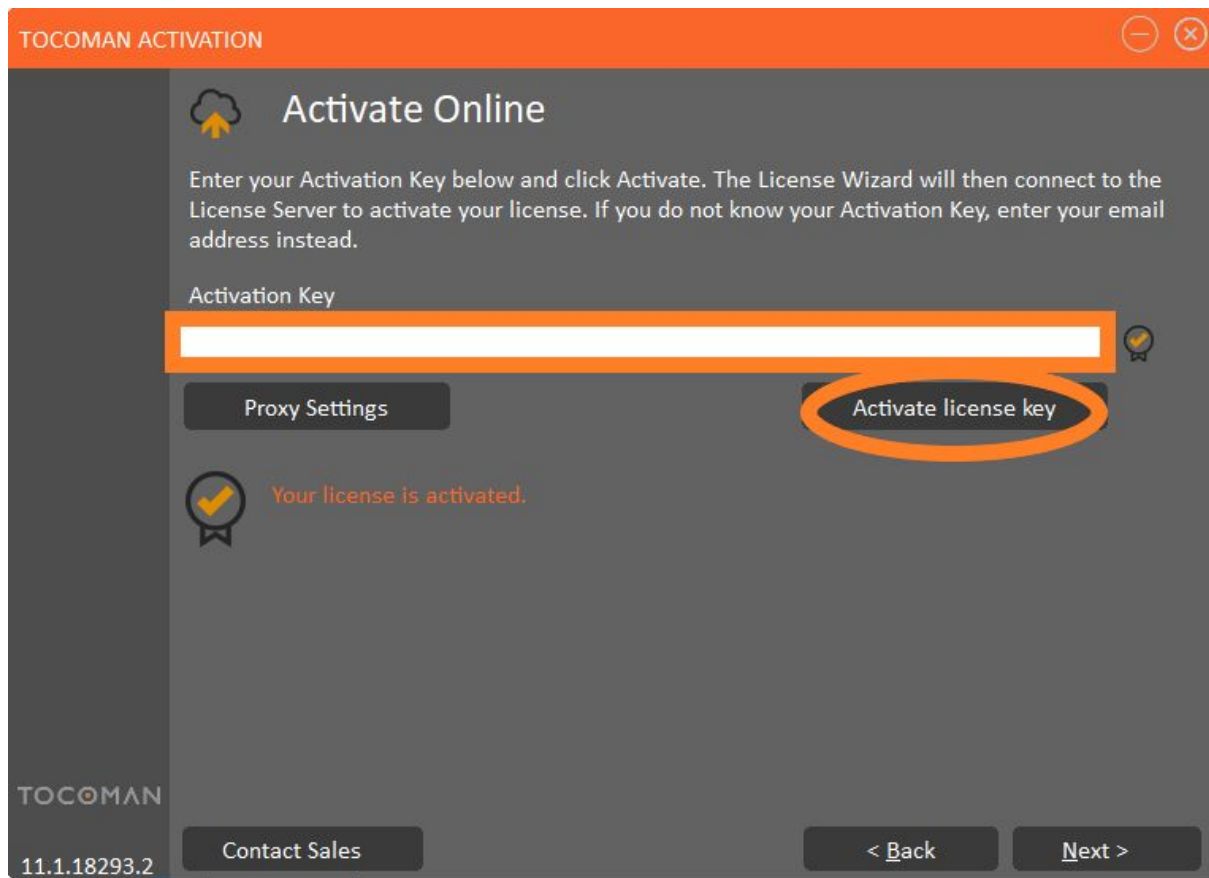 TOCOMAN ACTIVATION
Activate Online
Enter your Activation Key below and click Activate. The License Wizard will then connect to the
License Server to activate your license. If you do not know your Activation Key, enter your email
address instead.
Activation Key
Proxy Settings
Activate license key
Your license is activated.
TOCOMAN
11.1.18293.2
Contact Sales
< Back
Next >